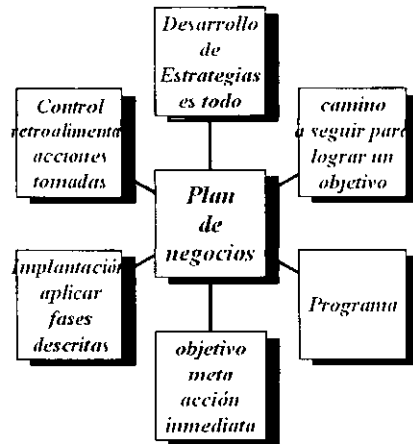 Desarrollo
de
Estrategias
es todo
Control
retroalimenta
acciones
tomadas
camino
a seguir para
lograr un
objetivo
Plan
de
negocios
Implantación
aplicar
fases
descritas
Programa
objetivo
meta
acción
inmediata